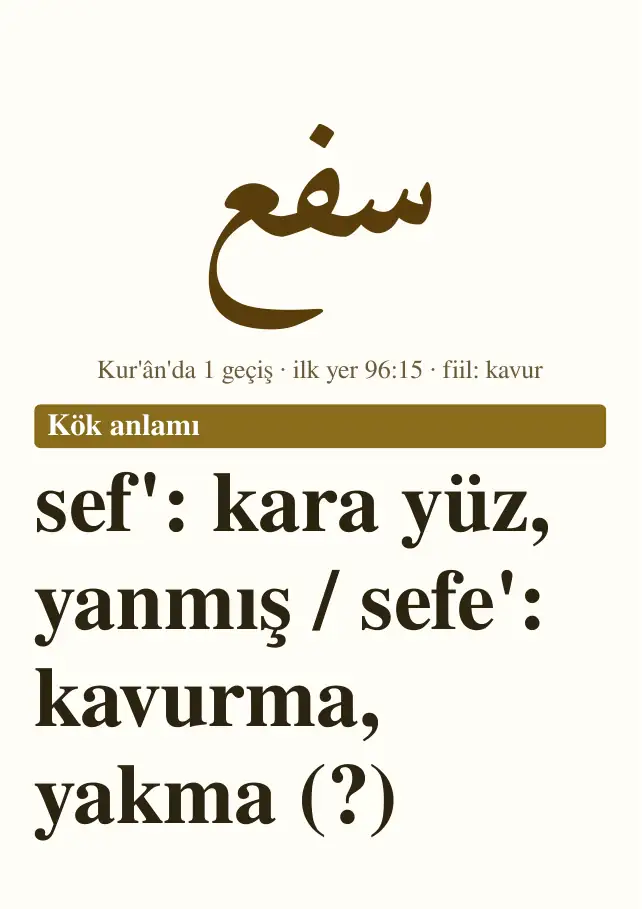 سفع
Kur'ân'da 1 geçiş · ilk yer 96:15 · fiil: kavur
Kök anlamı
sef': kara yüz,
yanmış / sefe':
kavurma,
yakma (?)